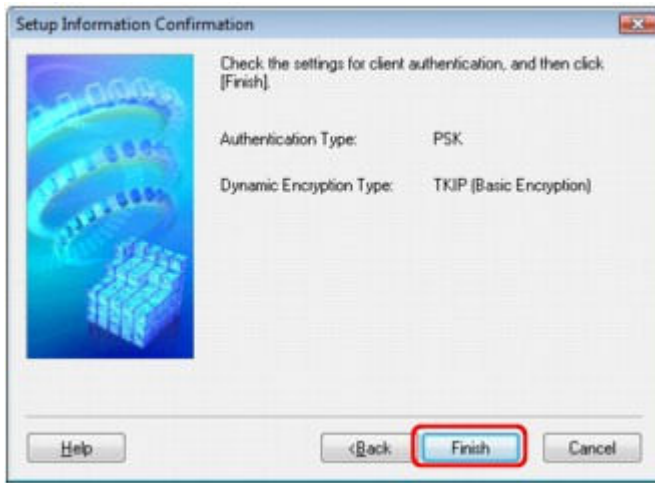 Setup Information Confirmation
Check the settings for client authentication, and then click
[Finish].
Authentication Type: PSK
Dynamic Encryption Type: TKIP (Basic Encryption)
Help <Back Finish Cancel